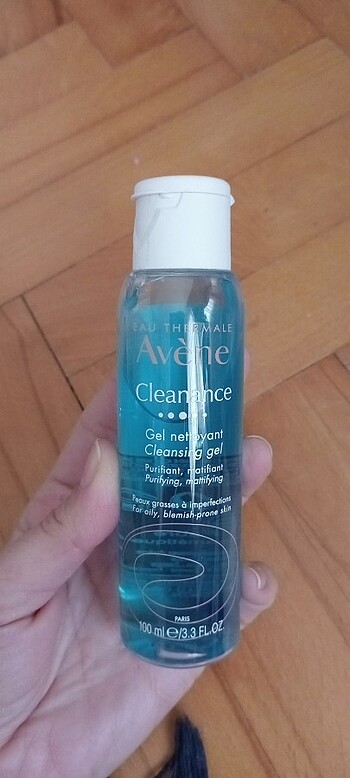 EAU THERMALE
Avène
Cleanance
Gel nettoyant
Cleansing gel
Purifiant, matifiant
Purifying, mattifying
Peaux grasses à imperfections
For oily, blemish-prone skin
PARIS
100 ml ℮/3.3 FL.OZ.